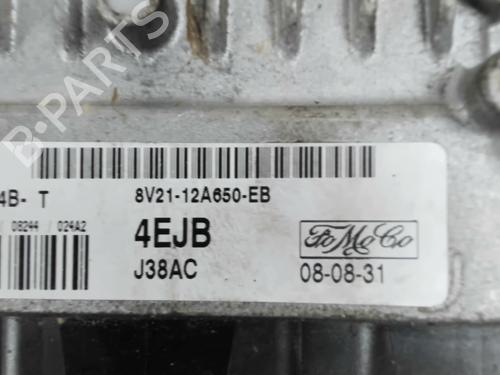 B-PARTS
4B- T
8V21-12A650-EB
/ 08244 / 024A2
4EJB
FoMoCo
J38AC
08-08-31